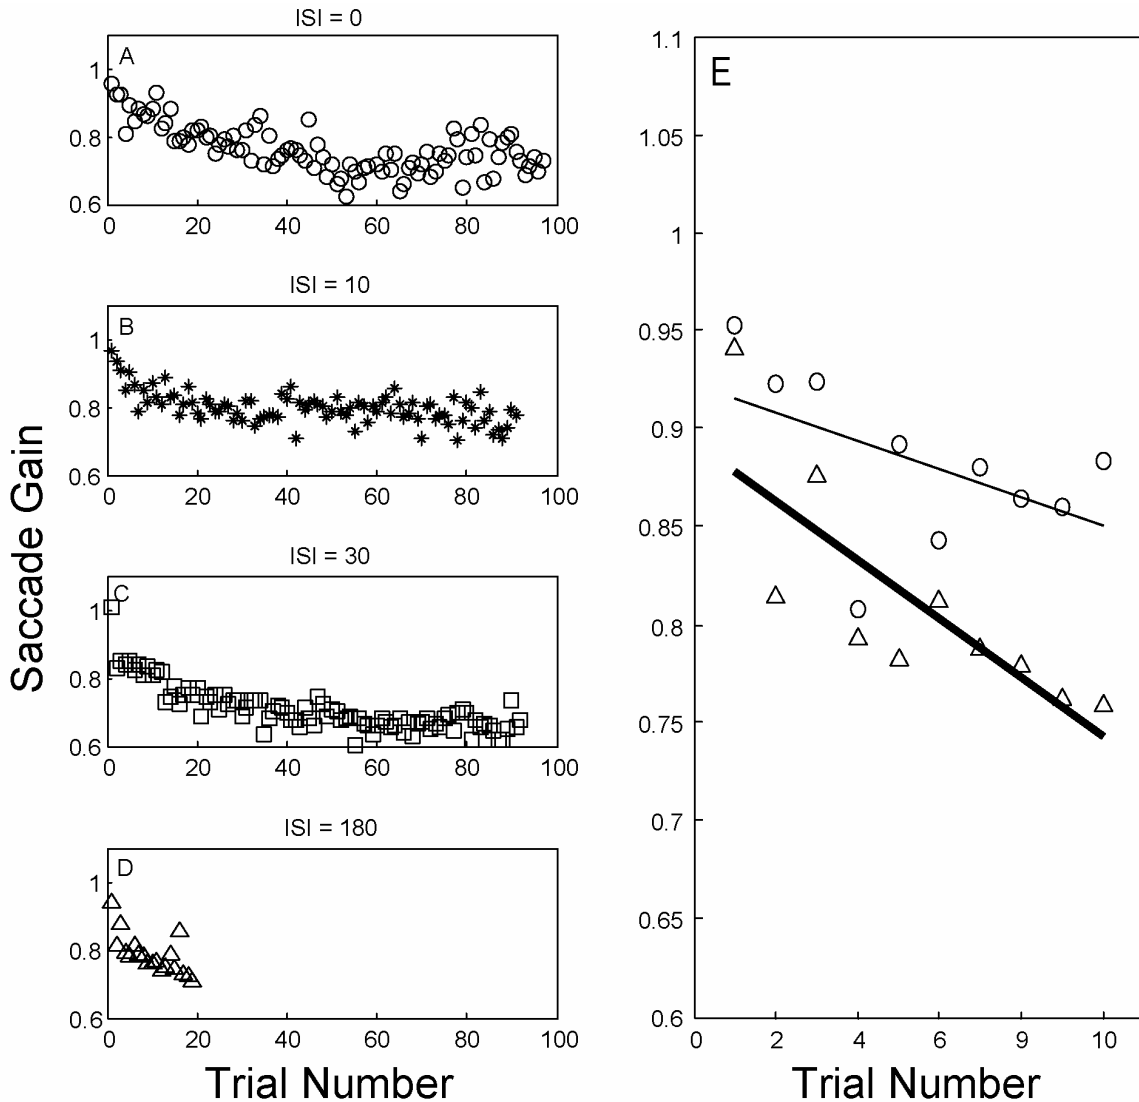 ISI = 0
A
1
0.8
0.6
0 20 40 60 80 100
ISI = 10
B
1
0.8
0.6
0 20 40 60 80 100
ISI = 30
C
1
0.8
0.6
0 20 40 60 80 100
ISI = 180
D
1
0.8
0.6
0 20 40 60 80 100
Saccade Gain
Trial Number
E
1.1
1.05
1
0.95
0.9
0.85
0.8
0.75
0.7
0.65
0.6
0 2 4 6 9 10
Trial Number